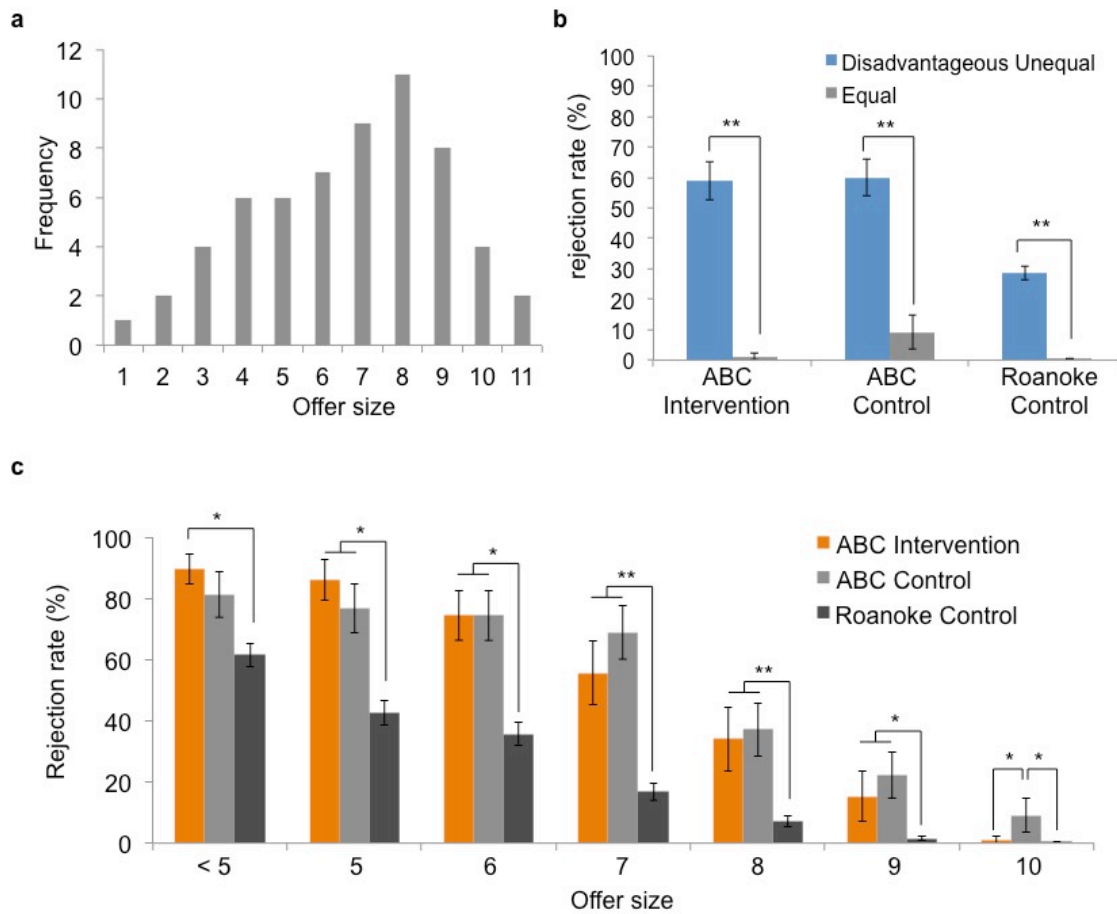 a
12
10
8
6
4
2
0
Frequency
1 2 3 4 5 6 7 8 9 10 11
Offer size
b
100
90
80
70
60
50
40
30
20
10
0
rejection rate (%)
Disadvantageous Unequal
Equal
**
**
**
ABC
Intervention
ABC
Control
Roanoke
Control
c
100
80
60
40
20
0
Rejection rate (%)
ABC Intervention
ABC Control
Roanoke Control
*
*
*
**
**
*
*
*
< 5 5 6 7 8 9 10
Offer size